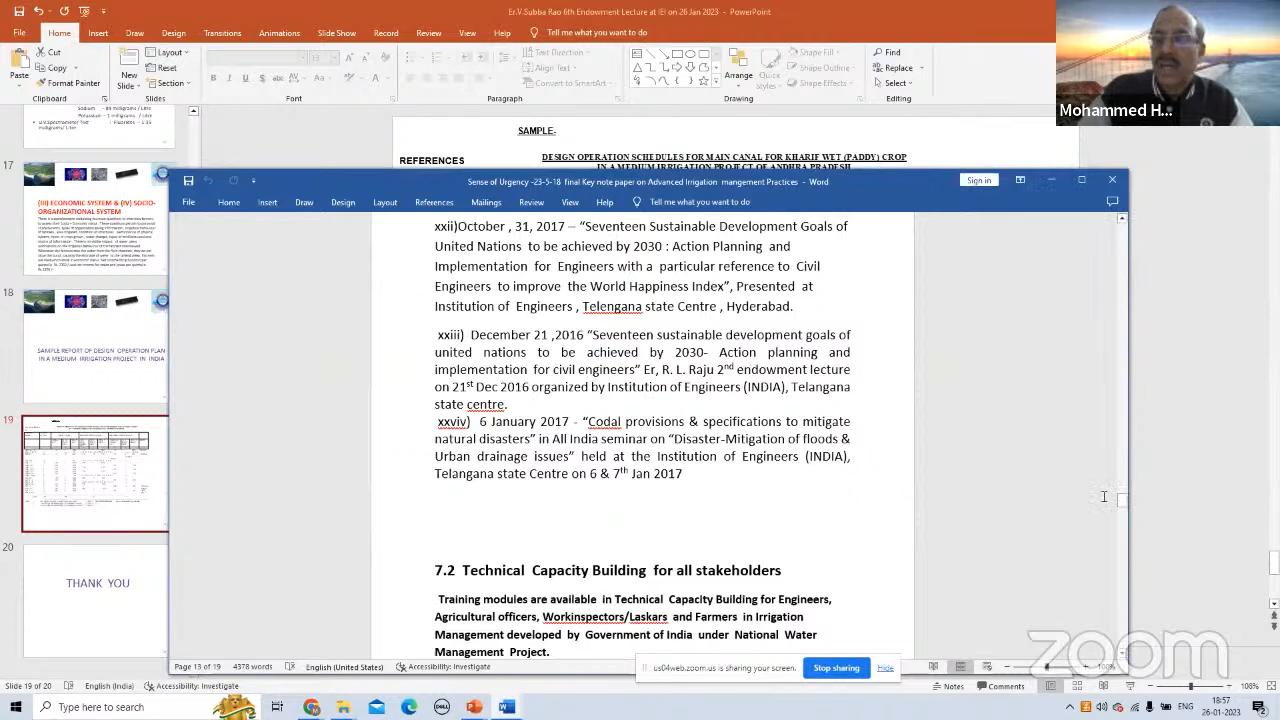 Er.V.Subba Rao 6th Endowment Lecture at IEI on 26 Jan 2023 - PowerPoint
File Home Insert Draw Design Transitions Animations Slide Show Record Review View Help Tell me what you want to do
Cut
Copy
Format Painter
Paste
New Slide
Reuse Slides
Section
Align Text
Convert to SmartArt
Arrange
Quick Styles
Shape Fill
Shape Outline
Shape Effects
Find
Replace
Select
Clipboard Slides Font Paragraph Drawing Editing
Mohammed H...
17
(III) ECONOMIC SYSTEM & (IV) SOCIO-
ORGANIZATIONAL SYSTEM
SAMPLE REPORT OF DESIGN OPERATION PLAN
IN A MEDIUM IRRIGATION PROJECT IN INDIA
19
20
THANK YOU
SAMPLE-
REFERENCES
DESIGN OPERATION SCHEDULES FOR MAIN CANAL FOR KHARIF WET (PADDY) CROP
IN A MEDIUM IRRIGATION PROJECT OF ANDHRA PRADESH
Sense of Urgency -23-5-18 final Key note paper on Advanced Irrigation mangement Practices - Word
Sign in
File Home Insert Draw Design Layout References Mailings Review View Help Tell me what you want to do
xxii)October , 31, 2017 – “Seventeen Sustainable Development Goals of
United Nations to be achieved by 2030 : Action Planning and
Implementation for Engineers with a particular reference to Civil
Engineers to improve the World Happiness Index”, Presented at
Institution of Engineers , Telengana state Centre , Hyderabad.
xxiii) December 21 ,2016 “Seventeen sustainable development goals of
united nations to be achieved by 2030- Action planning and
implementation for civil engineers” Er, R. L. Raju 2nd endowment lecture
on 21st Dec 2016 organized by Institution of Engineers (INDIA), Telangana
state centre.
xxviv) 6 January 2017 - “Codal provisions & specifications to mitigate
natural disasters” in All India seminar on “Disaster-Mitigation of floods &
Urban drainage issues” held at the Institution of Engineers (INDIA),
Telangana state Centre on 6 & 7th Jan 2017
7.2 Technical Capacity Building for all stakeholders
Training modules are available in Technical Capacity Building for Engineers,
Agricultural officers, Workinspectors/Laskars and Farmers in Irrigation
Management developed by Government of India under National Water
Management Project.
Page 13 of 19 4378 words English (United States) Accessibility: Investigate
100%
us04web.zoom.us is sharing your screen. Stop sharing Hide
zoom
Slide 19 of 20 English (India) Accessibility: Investigate
Notes Comments 108%
Type here to search
18:57
ENG
26-01-2023